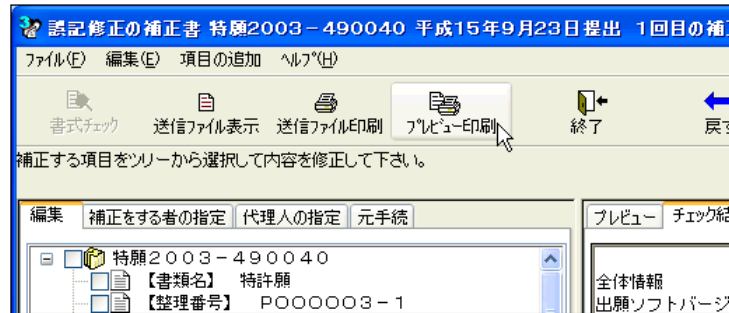 誤記修正の補正書 特願2003－490040 平成15年9月23日提出 1回目の補
ファイル(F) 編集(E) 項目の追加 ヘルプ(H)
書式チェック 送信ファイル表示 送信ファイル印刷 プレビュー印刷 終了 戻す
補正する項目をツリーから選択して内容を修正して下さい。
編集 補正をする者の指定 代理人の指定 元手続 プレビュー チェック結
特願２００３－４９００４０
【書類名】 特許願
【整理番号】 Ｐ０００００３－１
全体情報
出願ソフトバージ